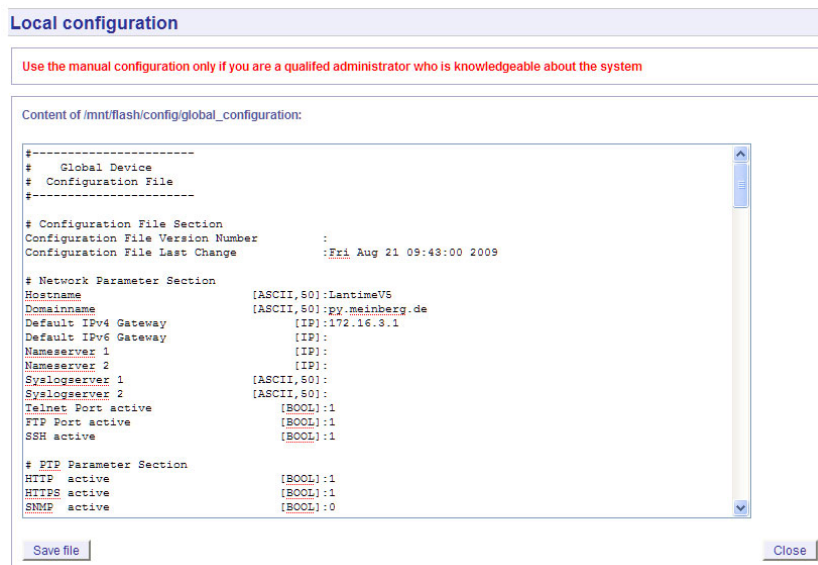 Local configuration
Use the manual configuration only if you are a qualifed administrator who is knowledgeable about the system
Content of /mnt/flash/config/global_configuration:
#-----------------------
#    Global Device
#  Configuration File
#-----------------------
# Configuration File Section
Configuration File Version Number         :
Configuration File Last Change            :Fri Aug 21 09:43:00 2009
# Network Parameter Section
Hostname                        [ASCII,50]:LantimeV5
Domainname                      [ASCII,50]:py.meinberg.de
Default IPv4 Gateway                  [IP]:172.16.3.1
Default IPv6 Gateway                  [IP]:
Nameserver 1                          [IP]:
Nameserver 2                          [IP]:
Syslogserver 1                  [ASCII,50]:
Syslogserver 2                  [ASCII,50]:
Telnet Port active                  [BOOL]:1
FTP Port active                     [BOOL]:1
SSH active                          [BOOL]:1
# PTP Parameter Section
HTTP  active                        [BOOL]:1
HTTPS active                        [BOOL]:1
SNMP  active                        [BOOL]:0
Save file
Close